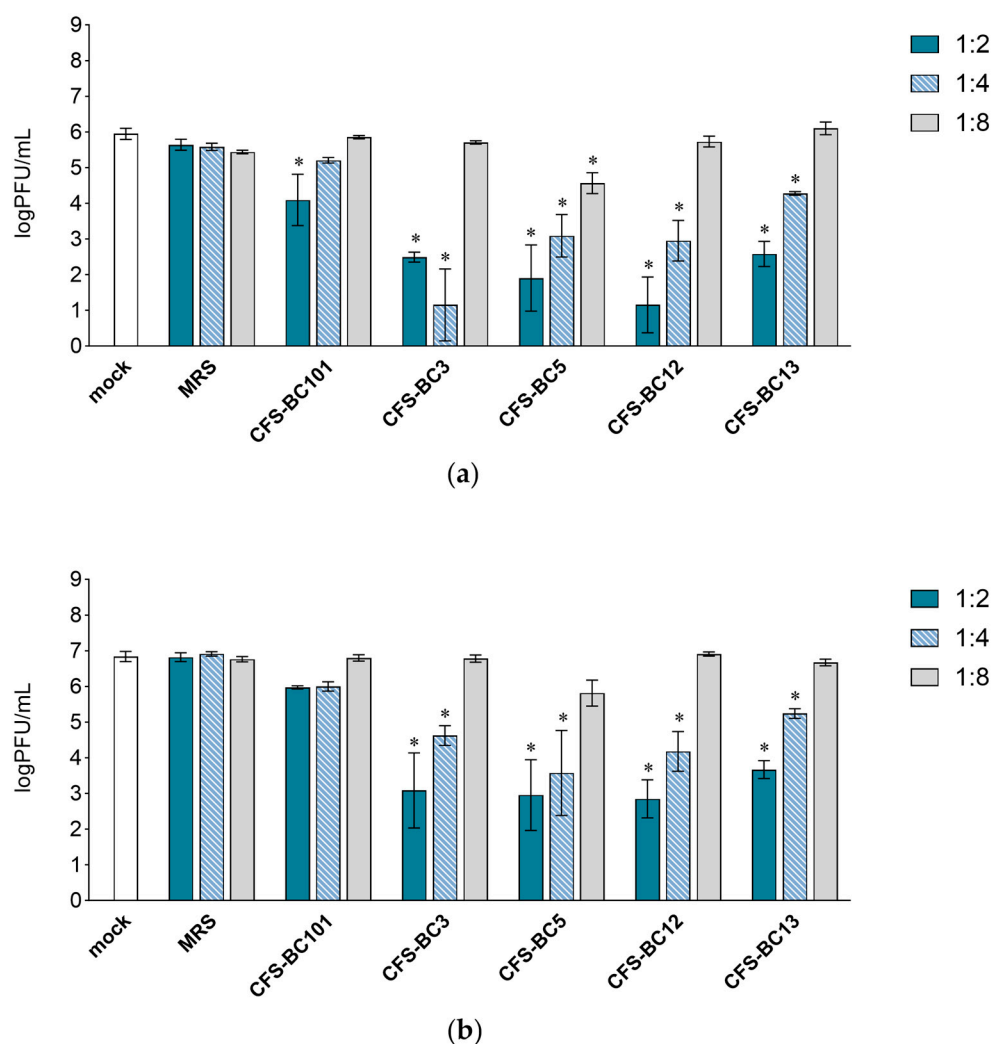 9
8
7
6
5
4
3
2
1
0
logPFU/mL
* * * * * * * * * * *
mock
MRS
CFS-BC101
CFS-BC3
CFS-BC5
CFS-BC12
CFS-BC13
1:2
1:4
1:8
(a)
9
8
7
6
5
4
3
2
1
0
logPFU/mL
* * * * * * * *
mock
MRS
CFS-BC101
CFS-BC3
CFS-BC5
CFS-BC12
CFS-BC13
1:2
1:4
1:8
(b)